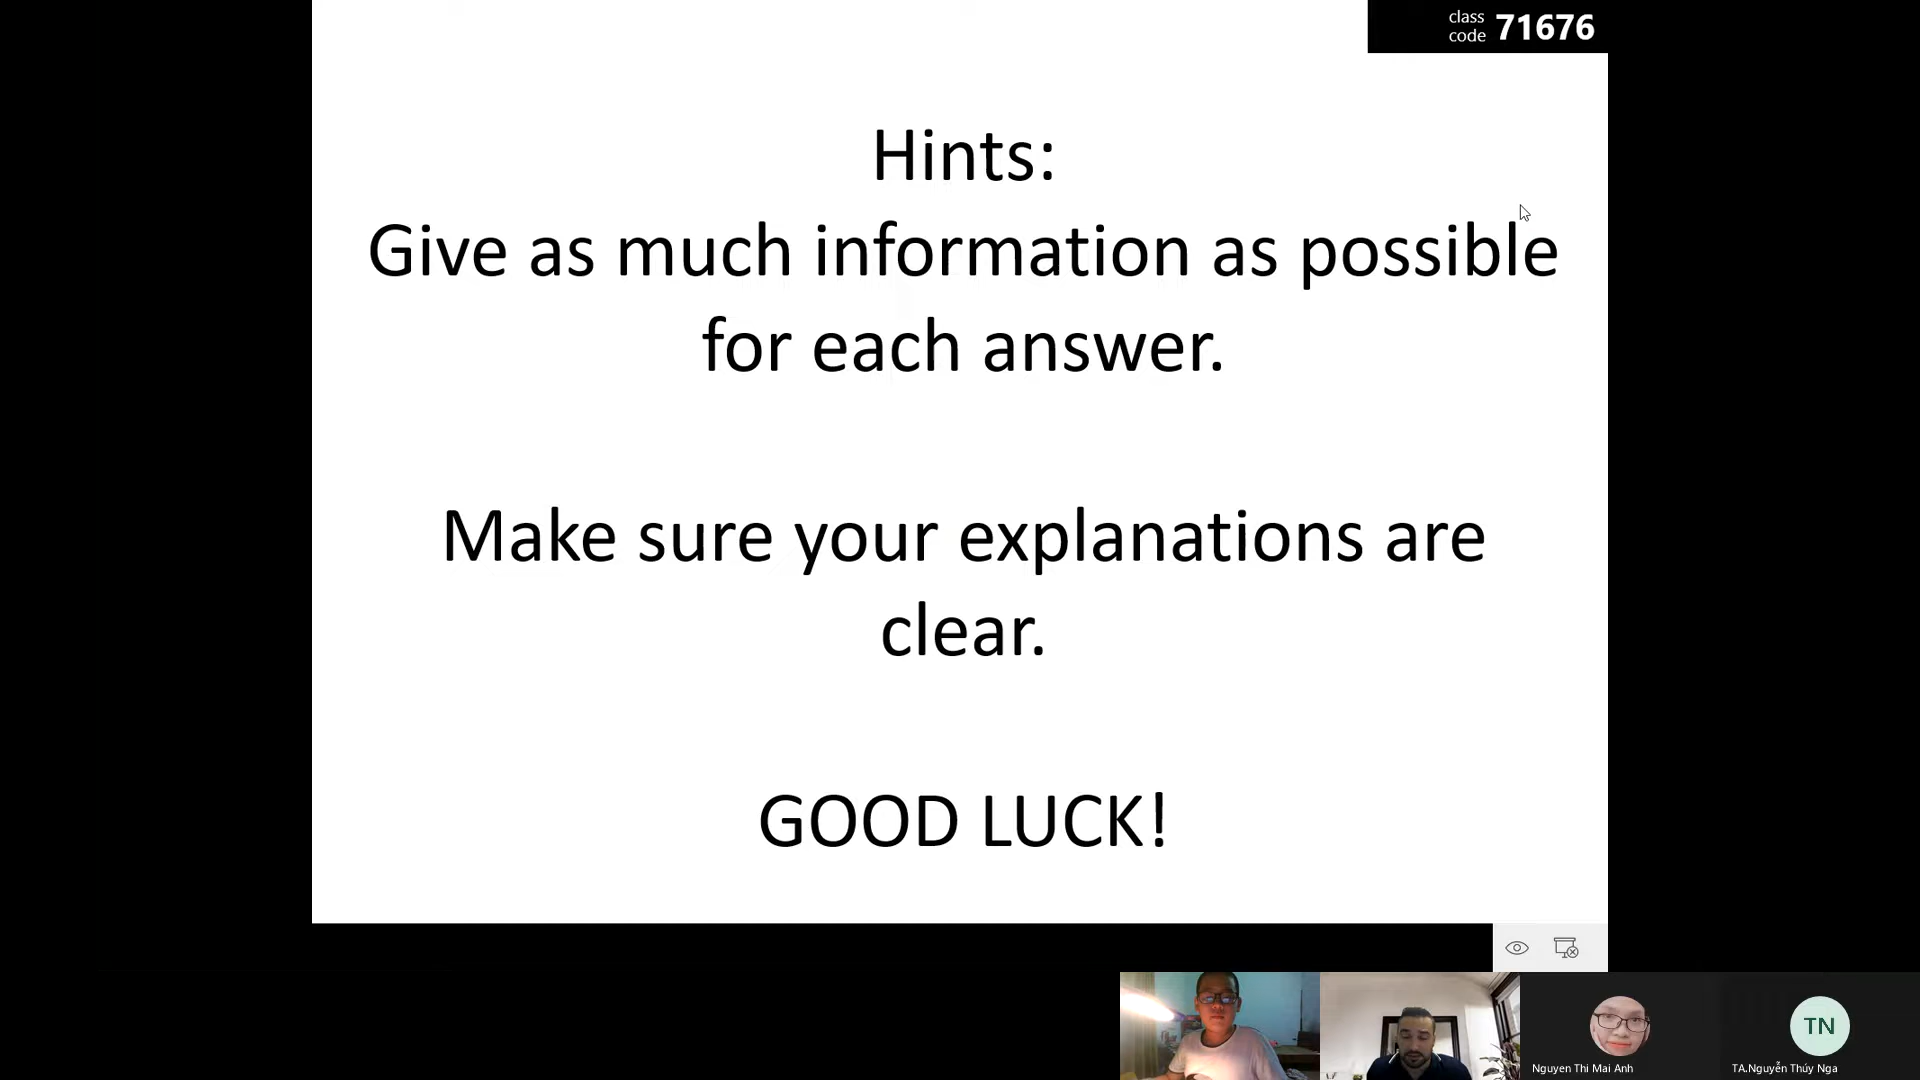 class
code 71676
Hints:
Give as much information as possible
for each answer.
Make sure your explanations are
clear.
GOOD LUCK!
TN
Nguyen Thi Mai Anh
TA.Nguyễn Thúy Nga